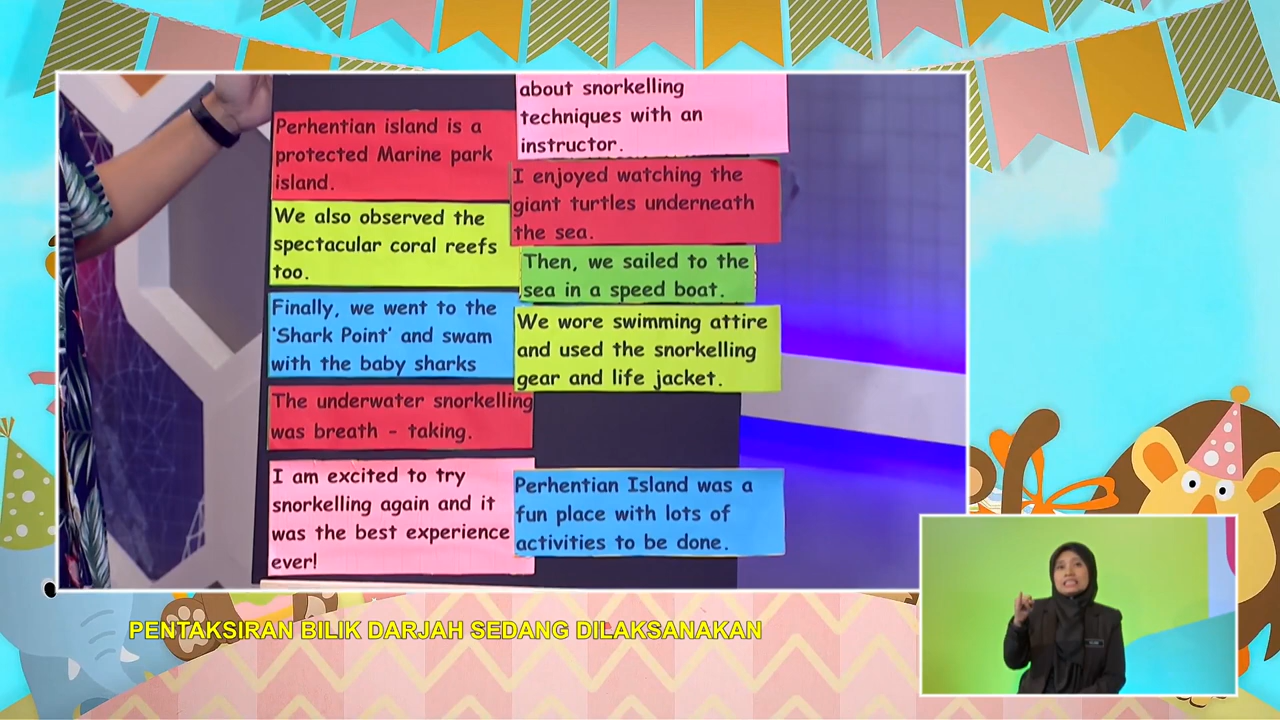 Perhentian island is a
protected Marine park
island.
We also observed the
spectacular coral reefs
too.
Finally, we went to the
'Shark Point' and swam
with the baby sharks
The underwater snorkelling
was breath - taking.
I am excited to try
snorkelling again and it
was the best experience
ever!
about snorkelling
techniques with an
instructor.
I enjoyed watching the
giant turtles underneath
the sea.
Then, we sailed to the
sea in a speed boat.
We wore swimming attire
and used the snorkelling
gear and life jacket.
Perhentian Island was a
fun place with lots of
activities to be done.
PENTAKSIRAN BILIK DARJAH SEDANG DILAKSANAKAN